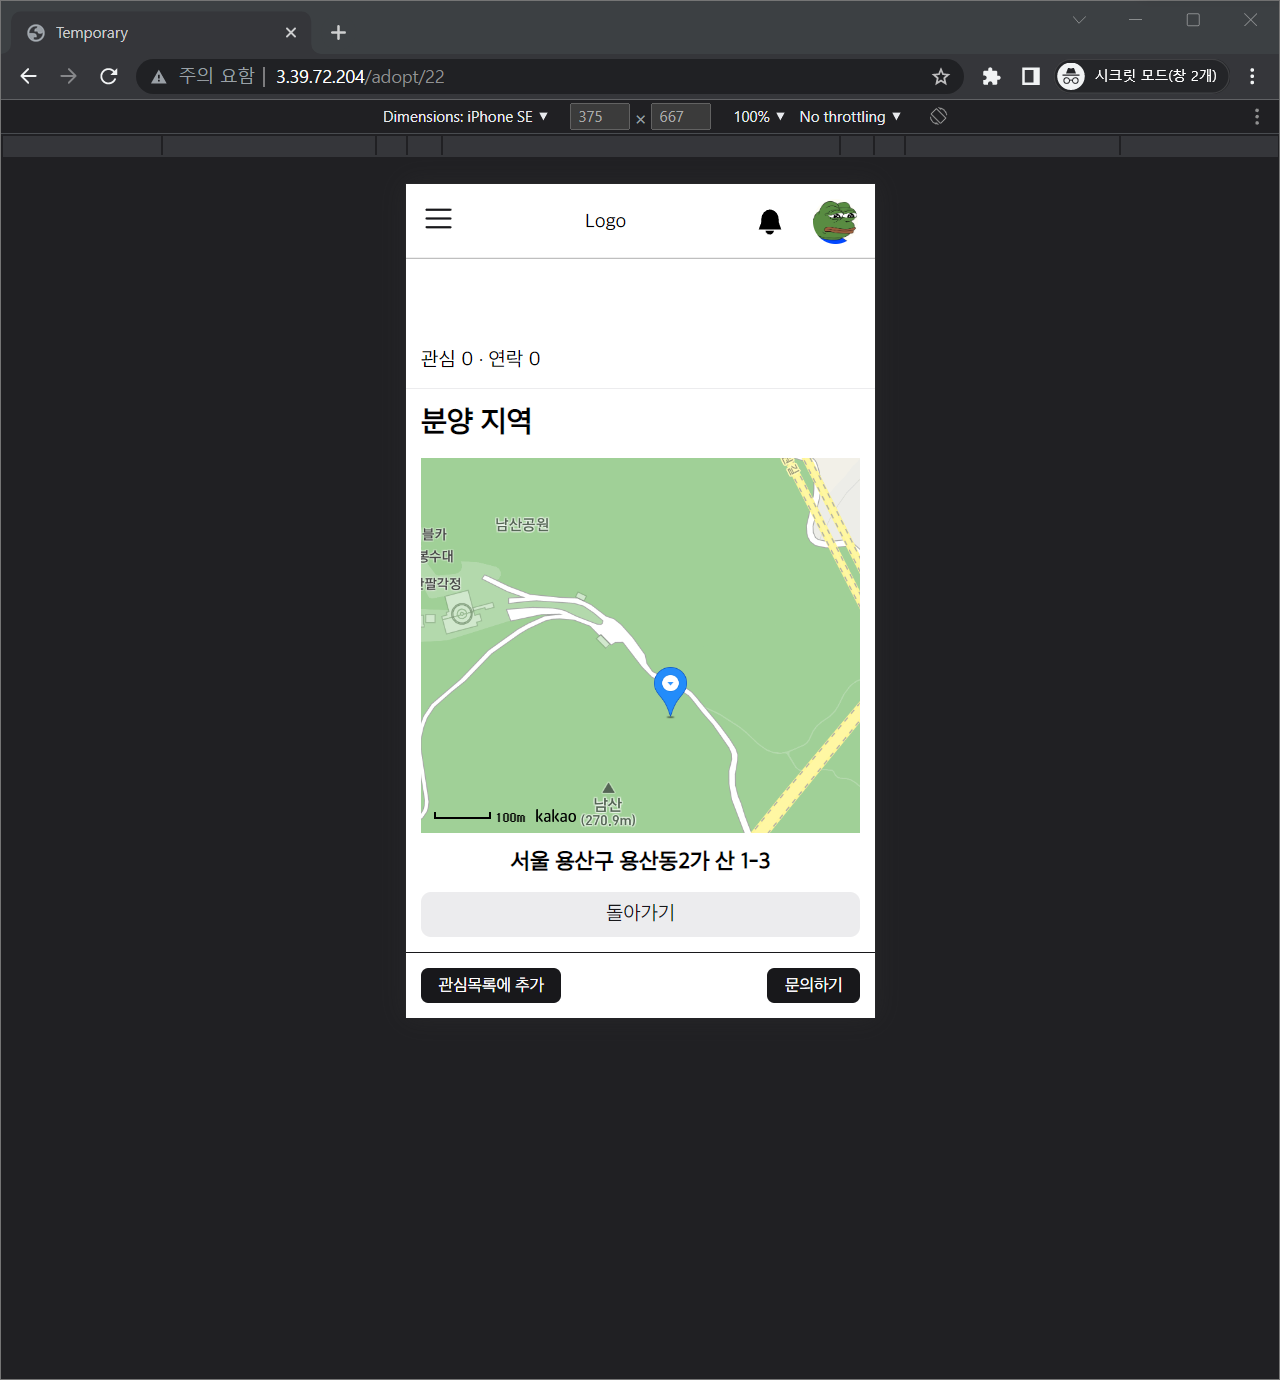 Temporary
주의 요함 | 3.39.72.204/adopt/22
시크릿 모드(창 2개)
Dimensions: iPhone SE ▼ 375 × 667 100% ▼ No throttling ▼
Logo
관심 0 · 연락 0
분양 지역
남산공원
블카
봉수대
팔각정
남산
(270.9m)
100m kakao
서울 용산구 용산동2가 산 1-3
돌아가기
관심목록에 추가
문의하기